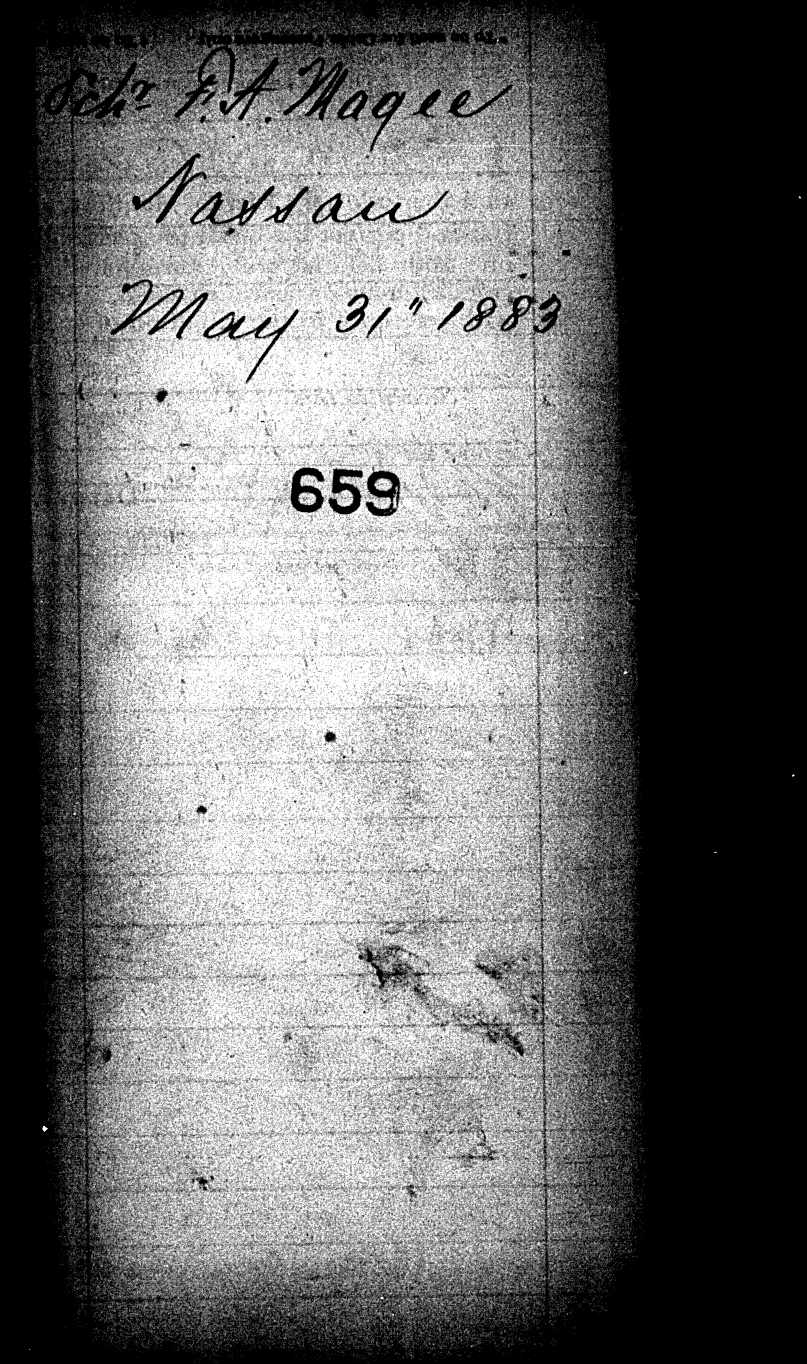 Schr F.A. Magee
Nassau
May 31" 1883
659